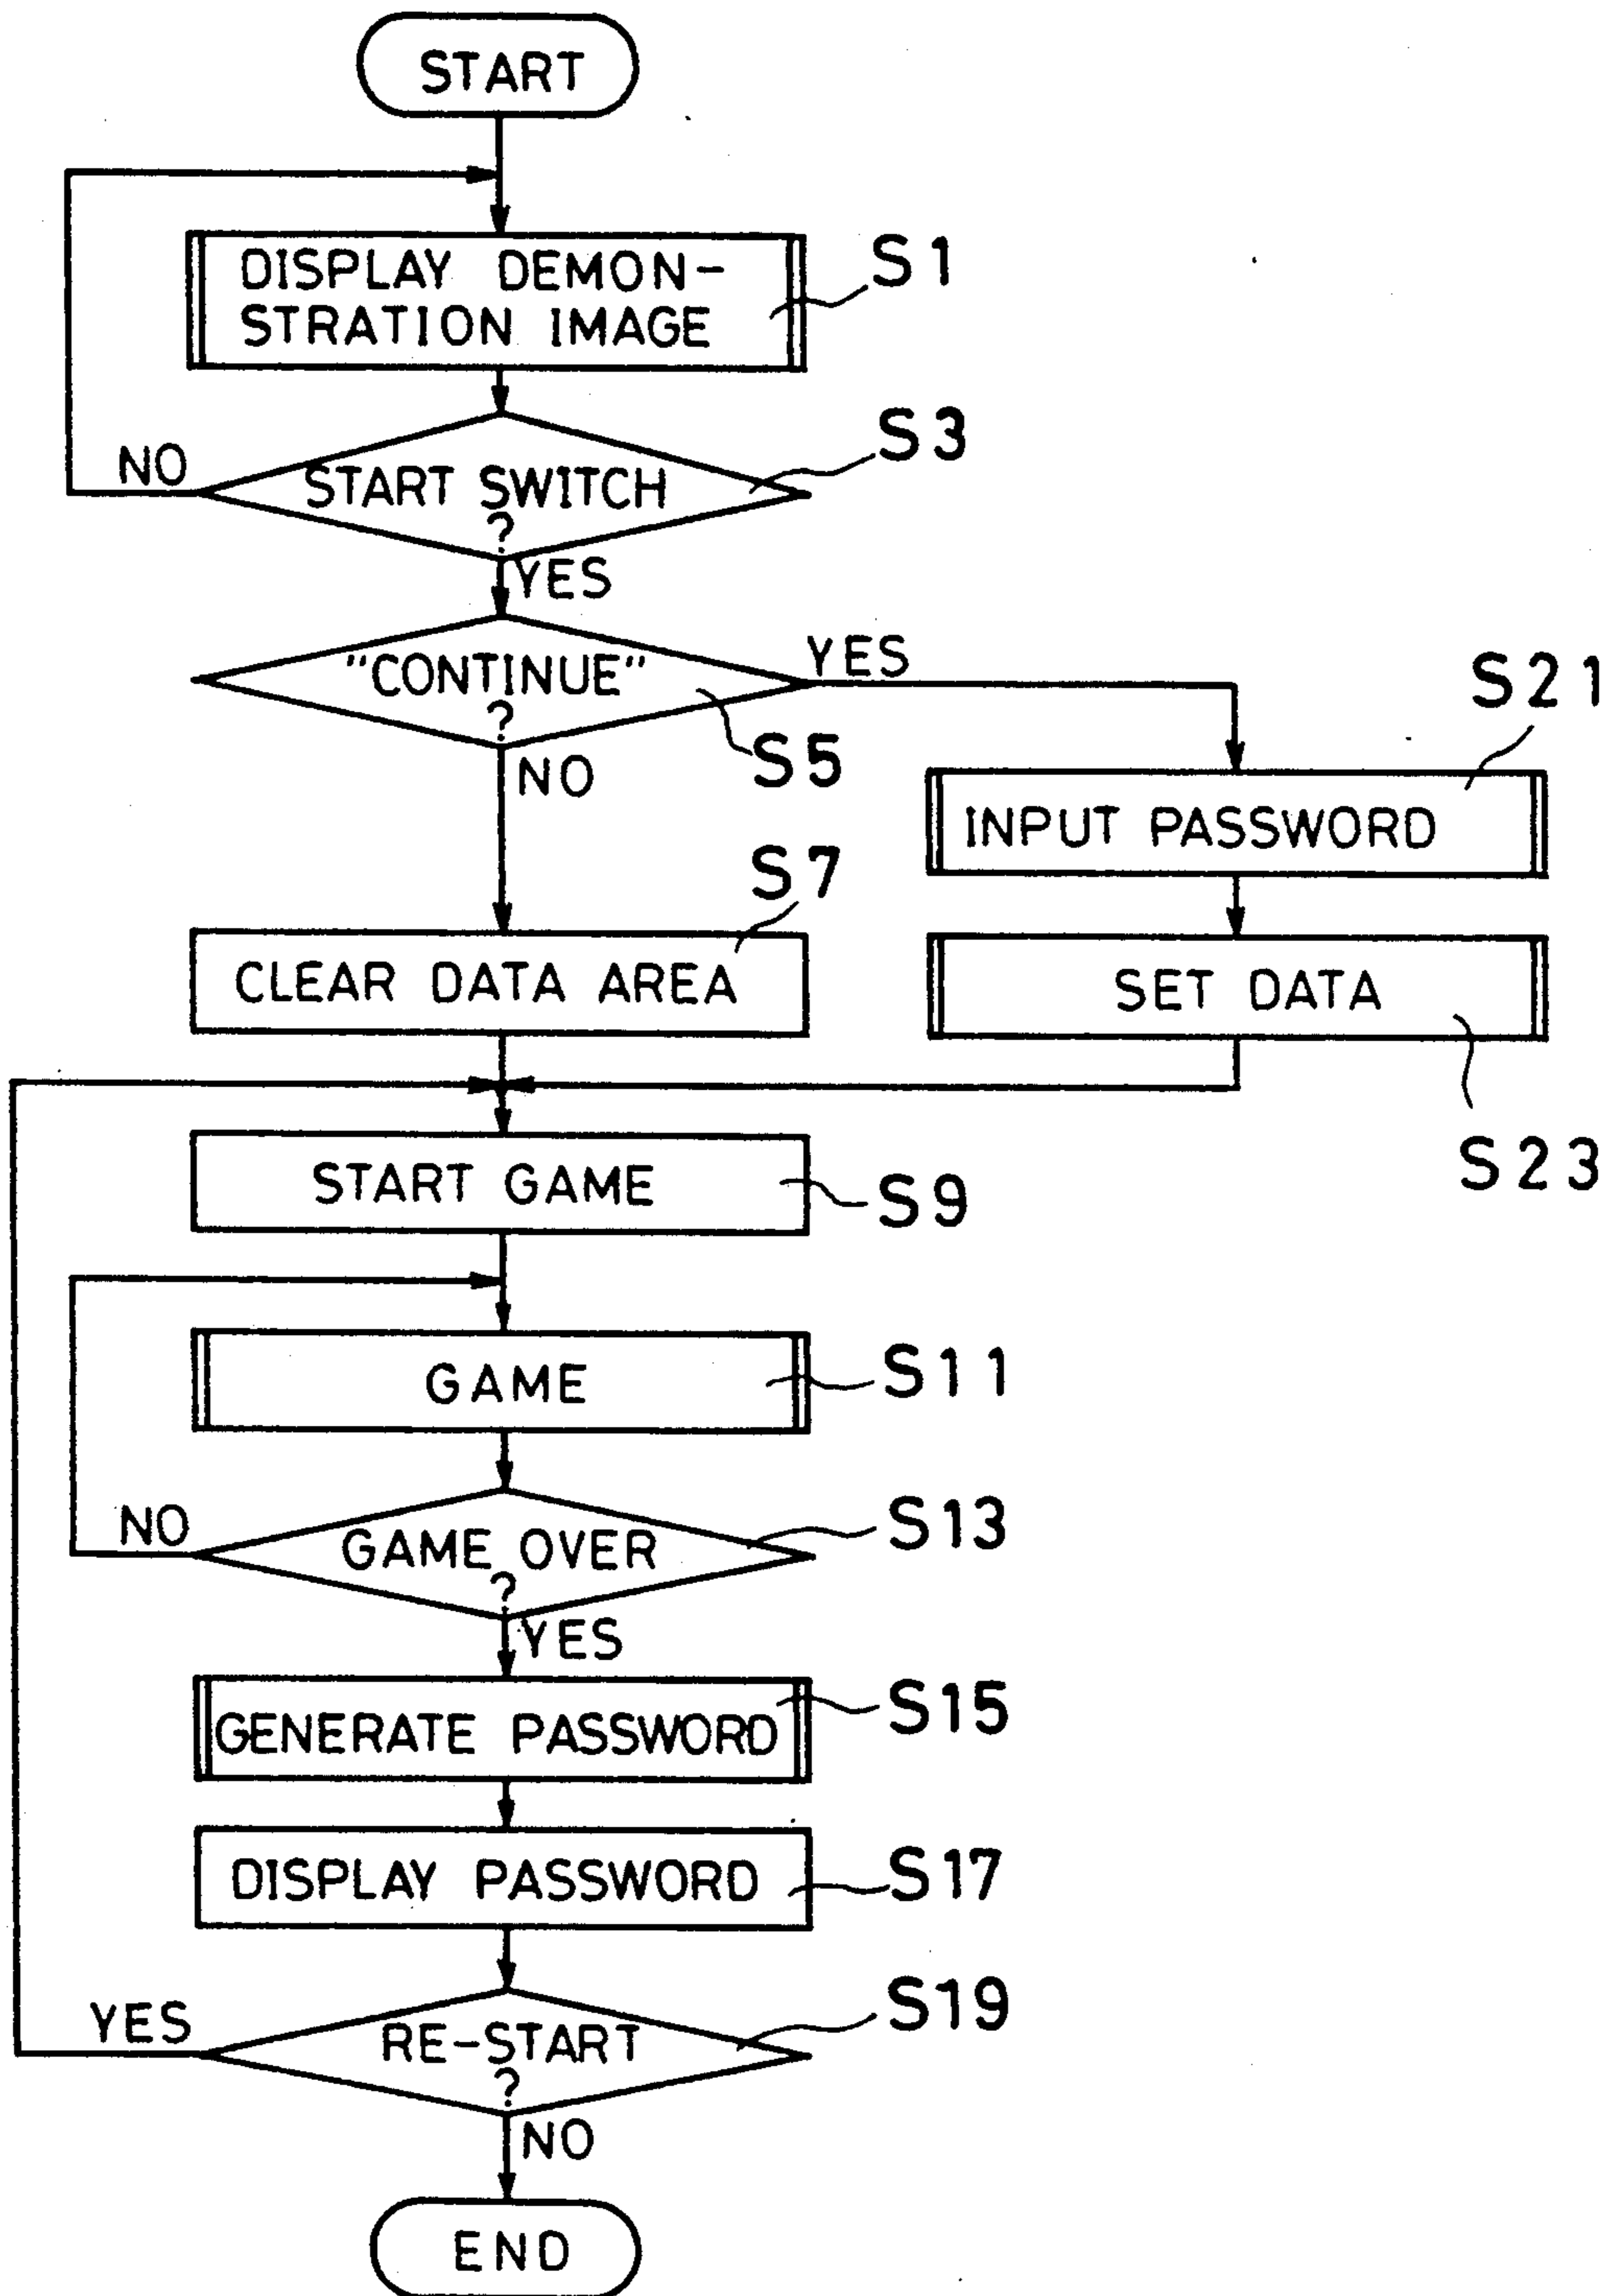 START
DISPLAY DEMON-
STRATION IMAGE
S1
NO
START SWITCH
?
S3
YES
"CONTINUE"
?
YES
S5
NO
S21
INPUT PASSWORD
S7
CLEAR DATA AREA
SET DATA
S23
START GAME
S9
GAME
S11
NO
GAME OVER
?
S13
YES
GENERATE PASSWORD
S15
DISPLAY PASSWORD
S17
YES
RE-START
?
S19
NO
END